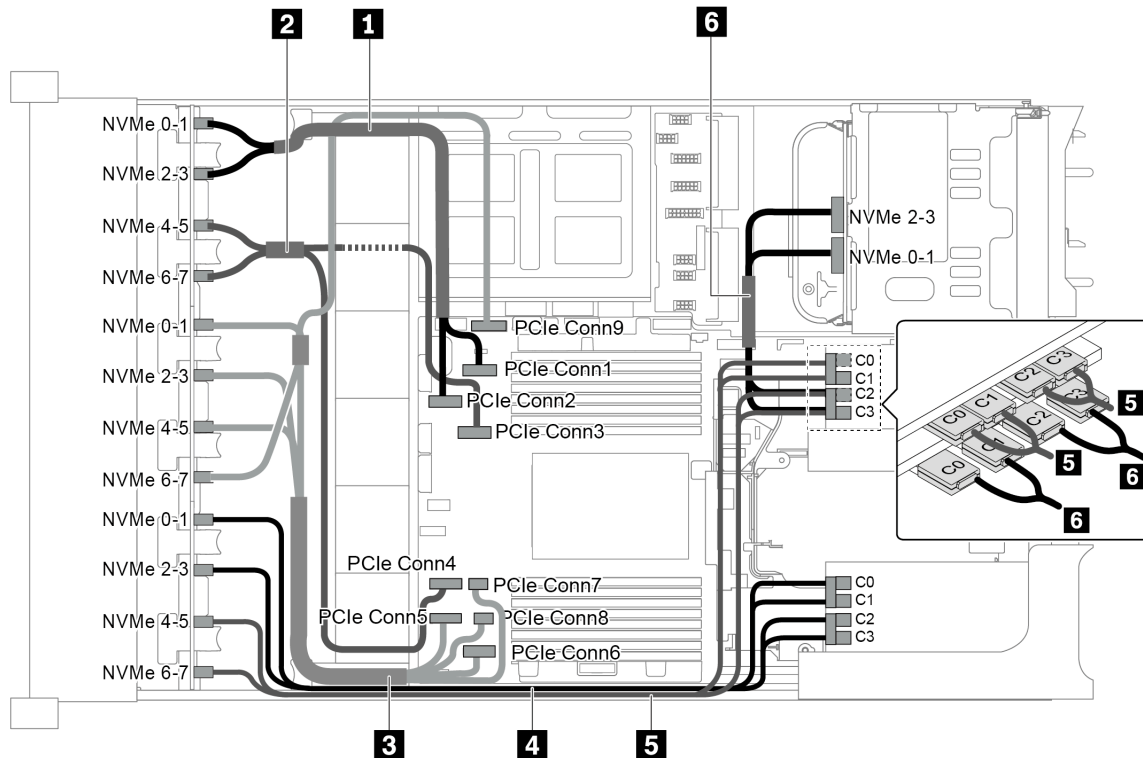 2
1
6
NVMe 0-1
NVMe 2-3
NVMe 4-5
NVMe 6-7
NVMe 0-1
NVMe 2-3
NVMe 4-5
NVMe 6-7
NVMe 0-1
NVMe 2-3
NVMe 4-5
NVMe 6-7
2
1
PCIe Conn9
PCIe Conn1
PCIe Conn2
PCIe Conn3
PCIe Conn4
PCIe Conn7
PCIe Conn5
PCIe Conn8
PCIe Conn6
NVMe 2-3
NVMe 0-1
6
C0
C1
C2
C3
C3
C2
C1
C0
C3
C2
C1
C0
5
5
6
6
C0
C1
C2
C3
3
4
5